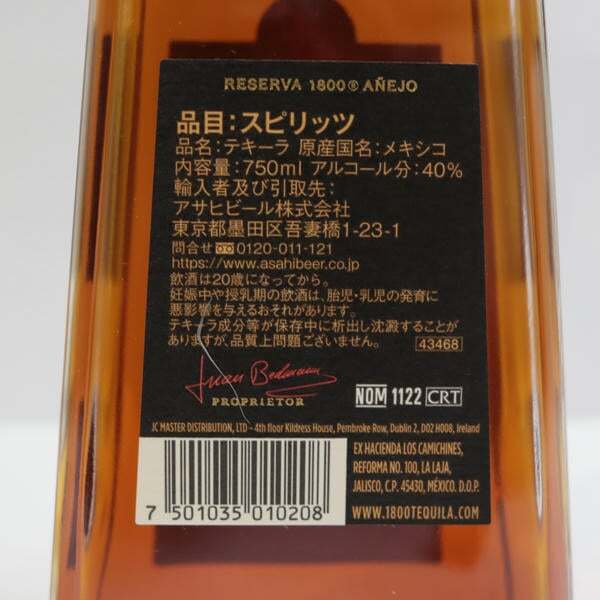 RESERVA 1800® AÑEJO
品目:スピリッツ
品名:テキーラ 原産国名:メキシコ
内容量:750ml アルコール分:40%
輸入者及び引取先:
アサヒビール株式会社
東京都墨田区吾妻橋1-23-1
問合せ 0120-011-121
https://www.asahibeer.co.jp
飲酒は20歳になってから。
妊娠中や授乳期の飲酒は、胎児・乳児の発育に
悪影響を与えるおそれがあります。
テキーラ成分等が保存中に析出し沈澱することが
ありますが、品質上問題ございません。 43468
PROPRIETOR
NOM 1122 CRT
JC MASTER DISTRIBUTION, LTD - 4th floor Kildress House, Pembroke Row, Dublin 2, D02 H008, Ireland
EX HACIENDA LOS CAMICHINES,
REFORMA NO. 100, LA LAJA,
JALISCO, C.P. 45430, MÉXICO. D.O.P.
WWW.1800TEQUILA.COM
7 501035 010208